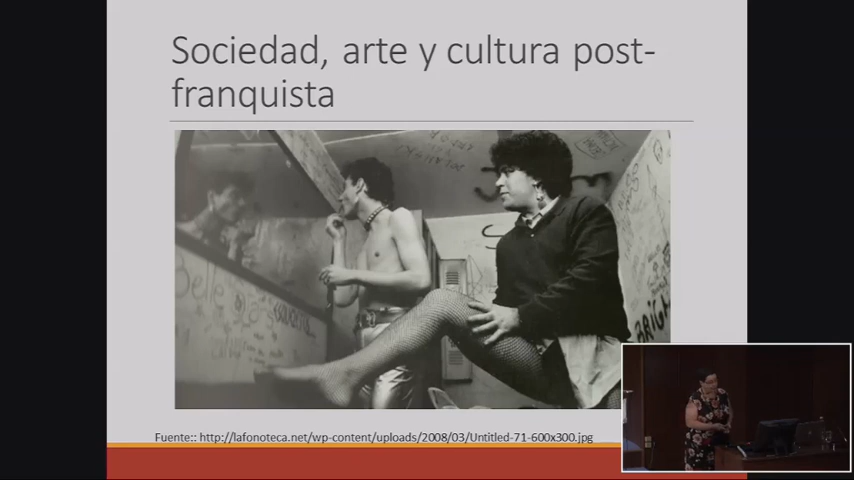 Sociedad, arte y cultura post-
franquista
Fuente:: http://lafonoteca.net/wp-content/uploads/2008/03/Untitled-71-600x300.jpg